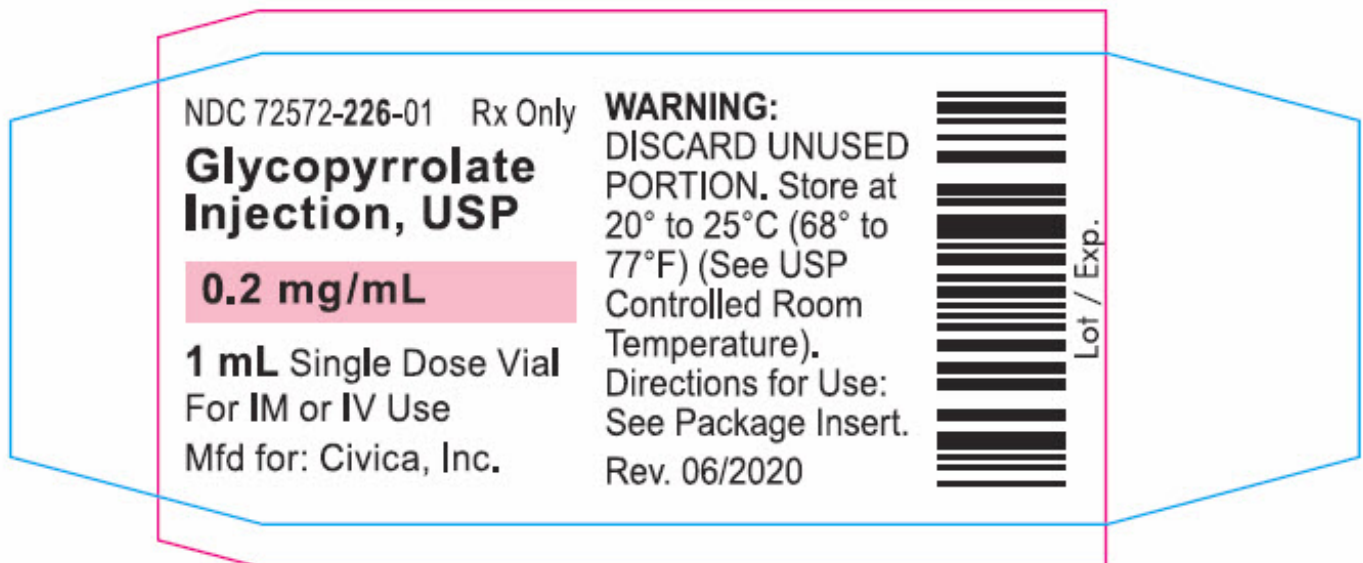 NDC 72572-226-01 Rx Only
Glycopyrrolate
Injection, USP
0.2 mg/mL
1 mL Single Dose Vial
For IM or IV Use
Mfd for: Civica, Inc.
WARNING:
DISCARD UNUSED
PORTION. Store at
20° to 25°C (68° to
77°F) (See USP
Controlled Room
Temperature).
Directions for Use:
See Package Insert.
Rev. 06/2020
Lot / Exp.